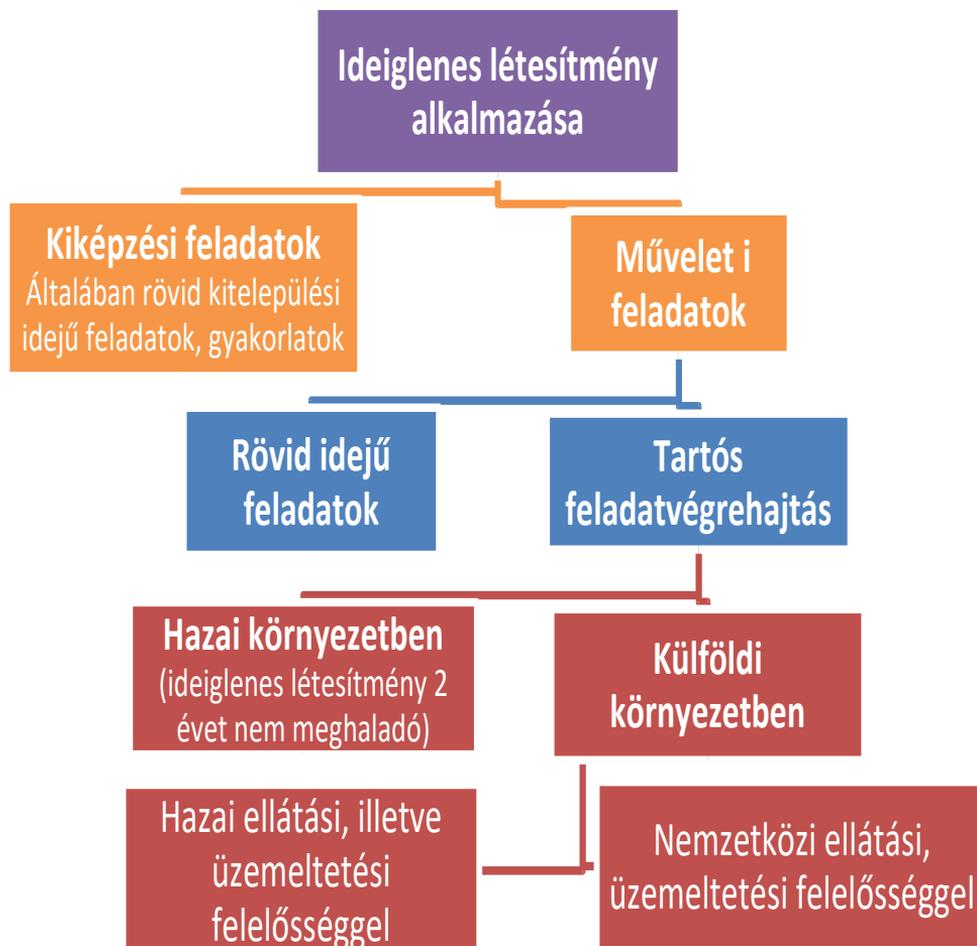 Ideiglenes létesítmény
alkalmazása
Kiképzési feladatok
Általában rövid kitelepülési
idejű feladatok, gyakorlatok
Művelet i
feladatok
Rövid idejű
feladatok
Tartós
feladatvégrehajtás
Hazai környezetben
(ideiglenes létesítmény 2
évet nem meghaladó)
Külföldi
környezetben
Hazai ellátási, illetve
üzemeltetési
felelősséggel
Nemzetközi ellátási,
üzemeltetési felelősséggel